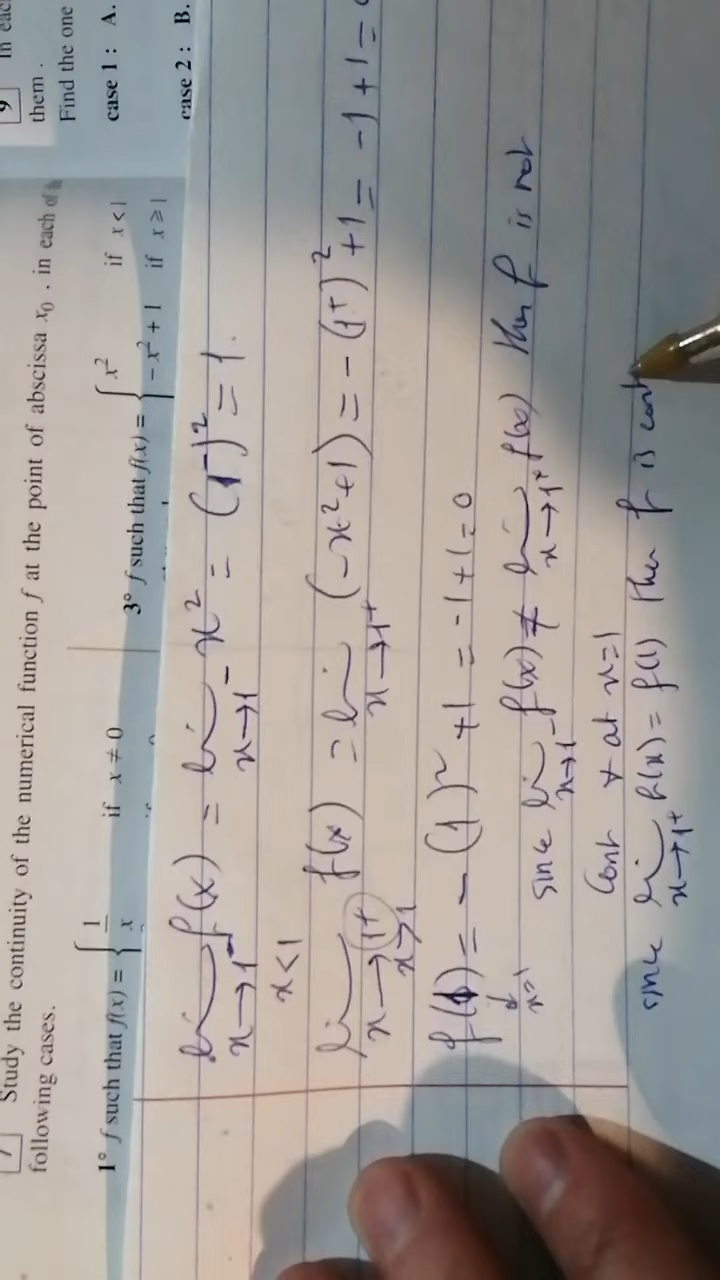 7 Study the continuity of the numerical function f at the point of abscissa x₀, in each of
following cases.
1° f such that f(x) = { 1/x if x ≠ 0
3° f such that f(x) = { x² if x < 1
−x² + 1 if x ≥ 1
9 In each
them.
Find the one
case 1 : A.
case 2 : B.
lim f(x) = lim x² = (1⁻)² = 1.
x→1⁻ x→1⁻
x<1
lim f(x) = lim (−x²+1) = −(1⁺)² +1 = −1+1 =
x→1⁺ x→1⁺
x>1
f(1) = −(1)² +1 = −1+1=0
x=1
since lim f(x) ≠ lim f(x) then f is not
x→1⁻ x→1⁺
Cont at x=1
since lim f(x) = f(1) then f is cont
x→1⁺